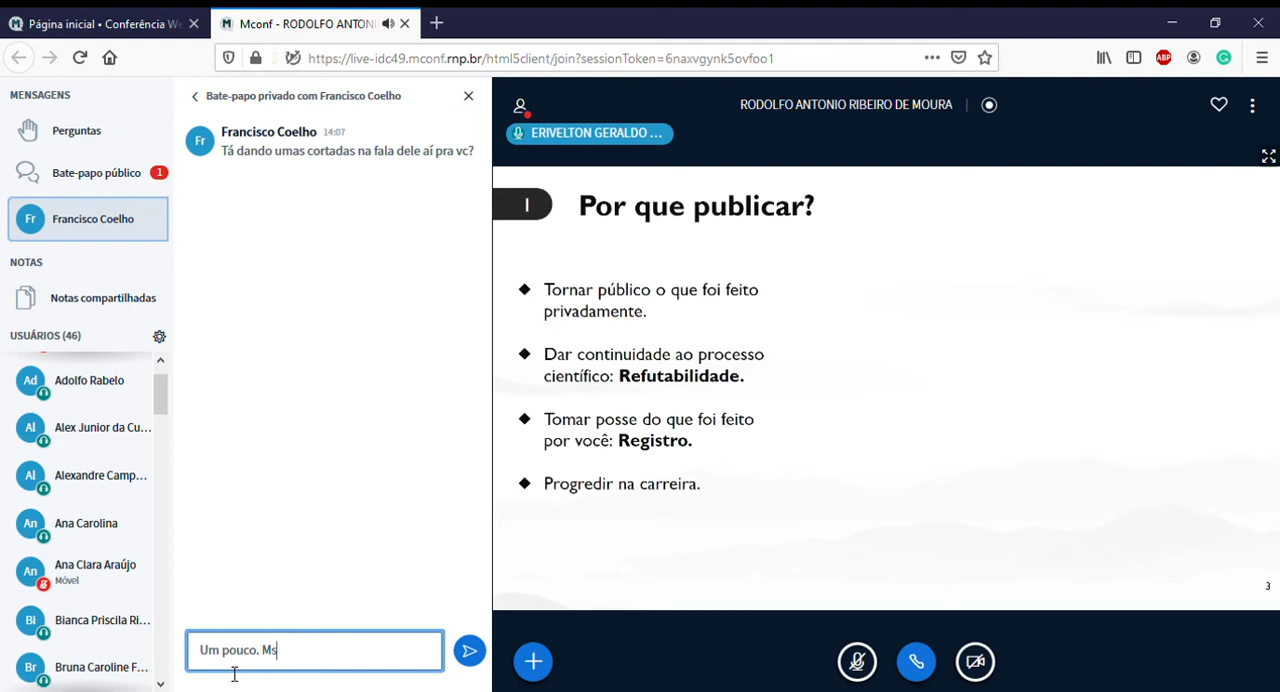 Página inicial • Conferência We
Mconf - RODOLFO ANTONI
https://live-idc49.mconf.rnp.br/html5client/join?sessionToken=6naxvgynk5ovfoo1
ABP
MENSAGENS
Perguntas
Bate-papo público 1
Fr Francisco Coelho
NOTAS
Notas compartilhadas
USUÁRIOS (46)
Ad Adolfo Rabelo
Al Alex Junior da Cu...
Al Alexandre Camp...
An Ana Carolina
An Ana Clara Araújo
Móvel
Bi Bianca Priscila Ri...
Br Bruna Caroline F...
Bate-papo privado com Francisco Coelho
Fr Francisco Coelho 14:07
Tá dando umas cortadas na fala dele aí pra vc?
Um pouco. Ms
RODOLFO ANTONIO RIBEIRO DE MOURA
ERIVELTON GERALDO ...
I Por que publicar?
◆ Tornar público o que foi feito
privadamente.
◆ Dar continuidade ao processo
científico: Refutabilidade.
◆ Tomar posse do que foi feito
por você: Registro.
◆ Progredir na carreira.
3